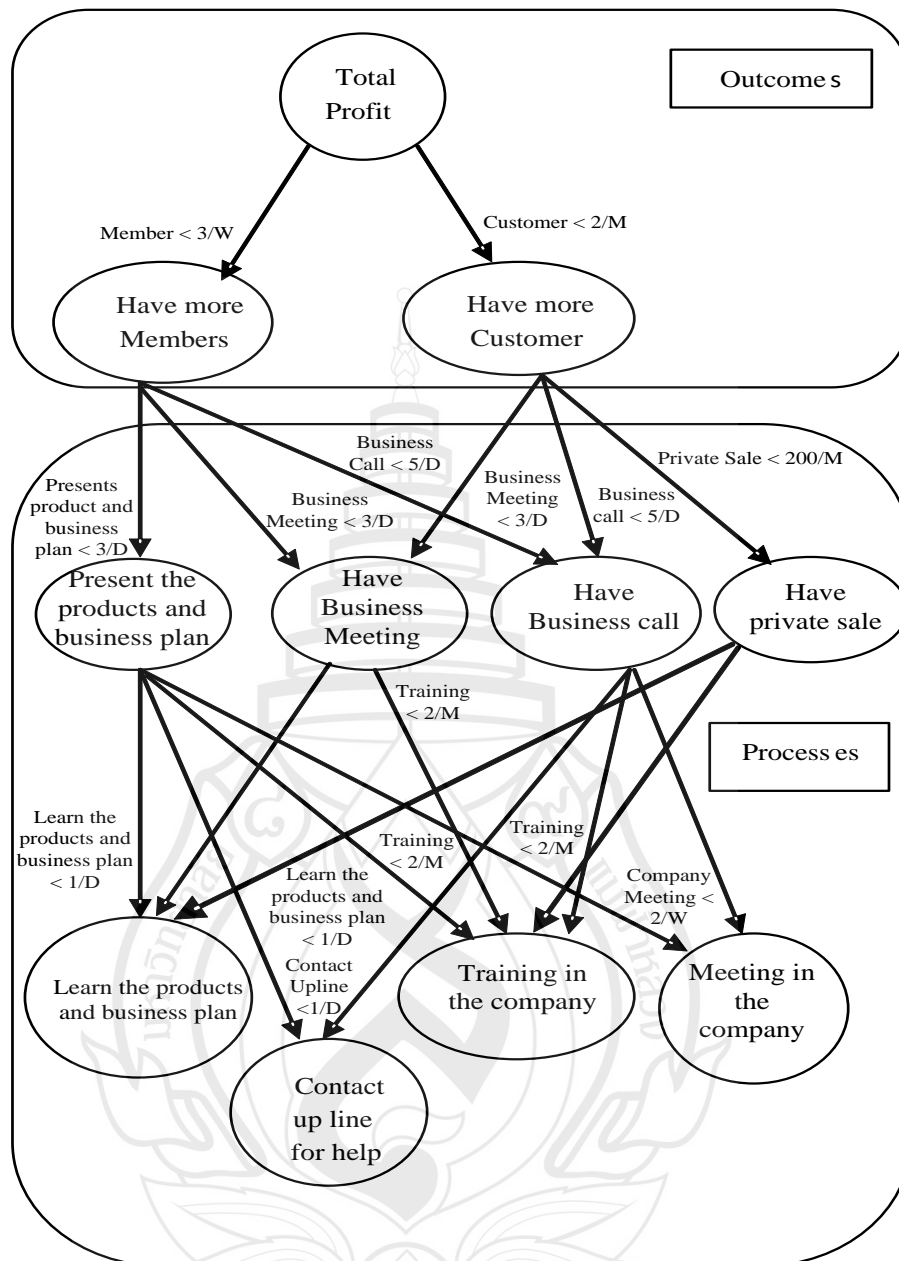 Total
Profit
Outcomes
Member < 3/W
Customer < 2/M
Have more
Members
Have more
Customer
Business
Call < 5/D
Private Sale < 200/M
Presents
product and
business
plan < 3/D
Business
Meeting < 3/D
Business
Meeting
< 3/D
Business
call < 5/D
Present the
products and
business plan
Have
Business
Meeting
Have
Business call
Have
private sale
Training
< 2/M
Processes
Learn the
products and
business plan
< 1/D
Training
< 2/M
Training
< 2/M
Learn the
products and
business plan
< 1/D
Company
Meeting <
2/W
Contact
Upline
<1/D
Learn the products
and business plan
Training in
the company
Meeting in
the
company
Contact
up line
for help